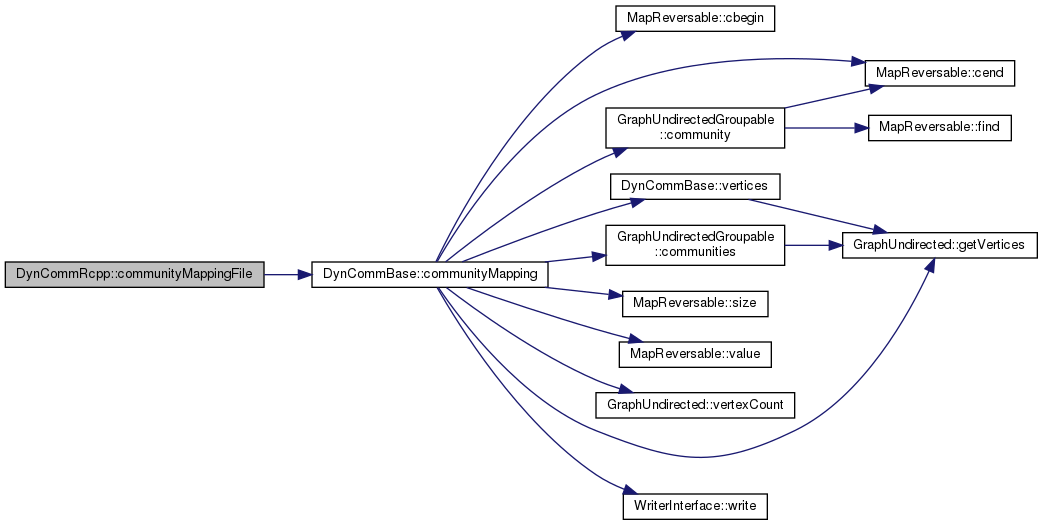 MapReversable::cbegin
MapReversable::cend
GraphUndirectedGroupable
::community
MapReversable::find
DynCommBase::vertices
GraphUndirectedGroupable
::communities
GraphUndirected::getVertices
DynCommRcpp::communityMappingFile
DynCommBase::communityMapping
MapReversable::size
MapReversable::value
GraphUndirected::vertexCount
WriterInterface::write